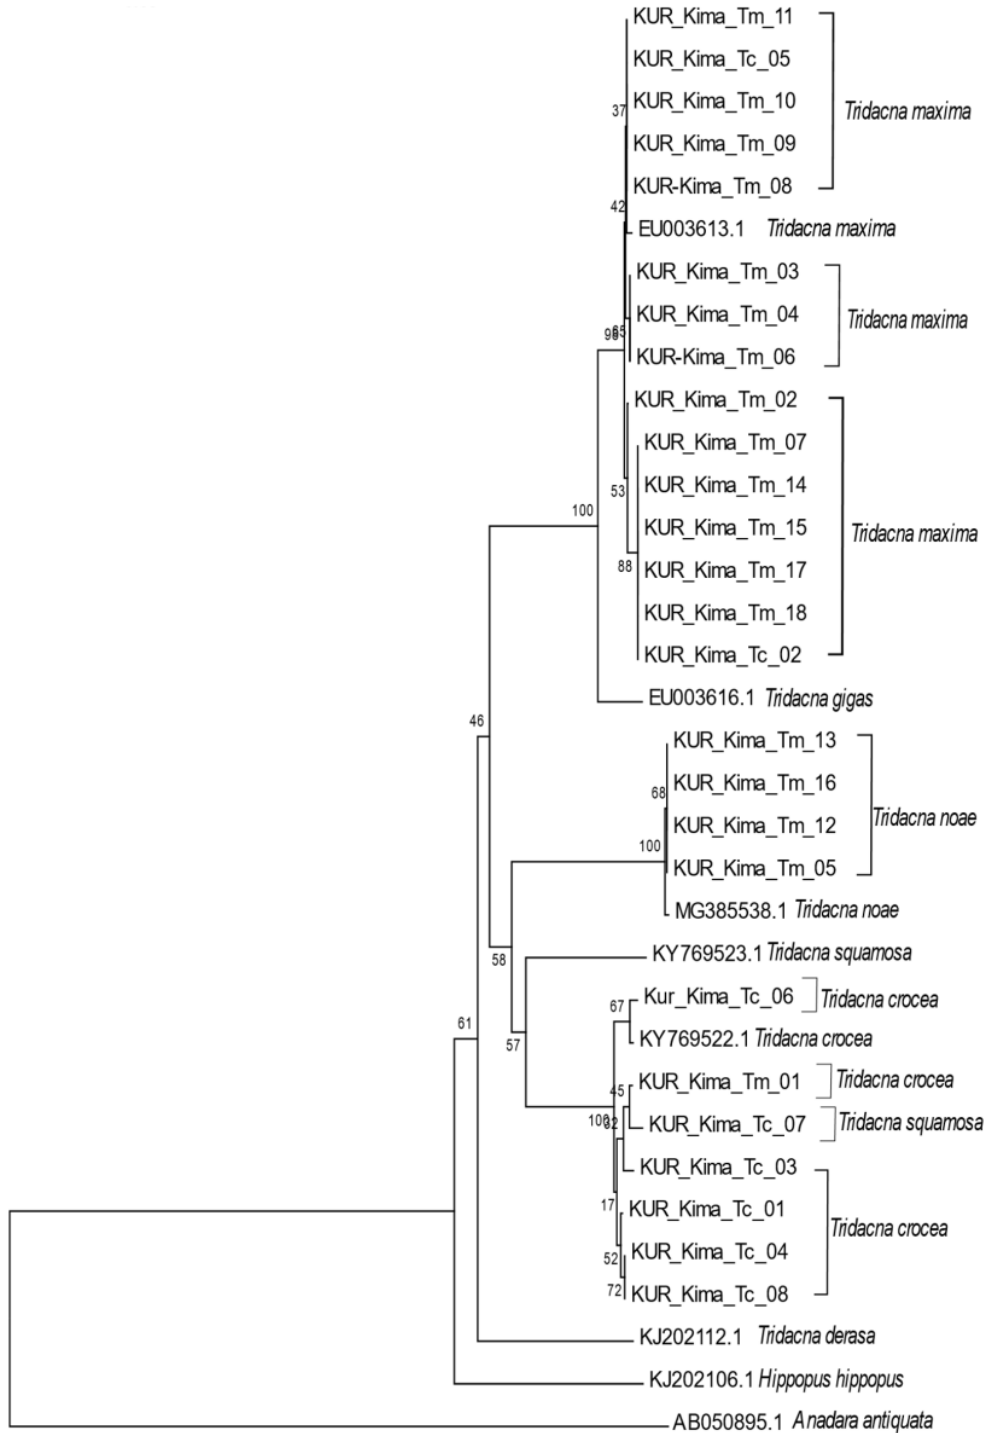 KUR_Kima_Tm_11
KUR_Kima_Tc_05
37
KUR_Kima_Tm_10
Tridacna maxima
KUR_Kima_Tm_09
KUR-Kima_Tm_08
42
EU003613.1 Tridacna maxima
KUR_Kima_Tm_03
KUR_Kima_Tm_04
Tridacna maxima
65
KUR-Kima_Tm_06
KUR_Kima_Tm_02
KUR_Kima_Tm_07
53
KUR_Kima_Tm_14
100
KUR_Kima_Tm_15
Tridacna maxima
88
KUR_Kima_Tm_17
KUR_Kima_Tm_18
KUR_Kima_Tc_02
EU003616.1 Tridacna gigas
46
KUR_Kima_Tm_13
KUR_Kima_Tm_16
68
KUR_Kima_Tm_12
Tridacna noae
100
KUR_Kima_Tm_05
MG385538.1 Tridacna noae
58
KY769523.1 Tridacna squamosa
67
Kur_Kima_Tc_06
Tridacna crocea
61
57
KY769522.1 Tridacna crocea
45
KUR_Kima_Tm_01
Tridacna crocea
100
KUR_Kima_Tc_07
Tridacna squamosa
KUR_Kima_Tc_03
17
KUR_Kima_Tc_01
Tridacna crocea
52
KUR_Kima_Tc_04
72
KUR_Kima_Tc_08
KJ202112.1 Tridacna derasa
KJ202106.1 Hippopus hippopus
AB050895.1 Anadara antiquata